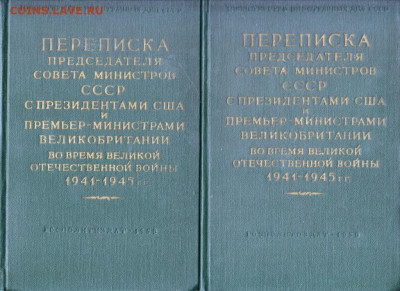 COINS.LAVE.RU
ПЕРЕПИСКА
ПРЕДСЕДАТЕЛЯ
СОВЕТА МИНИСТРОВ
СССР
С ПРЕЗИДЕНТАМИ США
И
ПРЕМЬЕР-МИНИСТРАМИ
ВЕЛИКОБРИТАНИИ
ВО ВРЕМЯ ВЕЛИКОЙ
ОТЕЧЕСТВЕННОЙ ВОЙНЫ
1941-1945 гг.
ПЕРЕПИСКА
ПРЕДСЕДАТЕЛЯ
СОВЕТА МИНИСТРОВ
СССР
С ПРЕЗИДЕНТАМИ США
И
ПРЕМЬЕР-МИНИСТРАМИ
ВЕЛИКОБРИТАНИИ
ВО ВРЕМЯ ВЕЛИКОЙ
ОТЕЧЕСТВЕННОЙ ВОЙНЫ
1941-1945 гг.